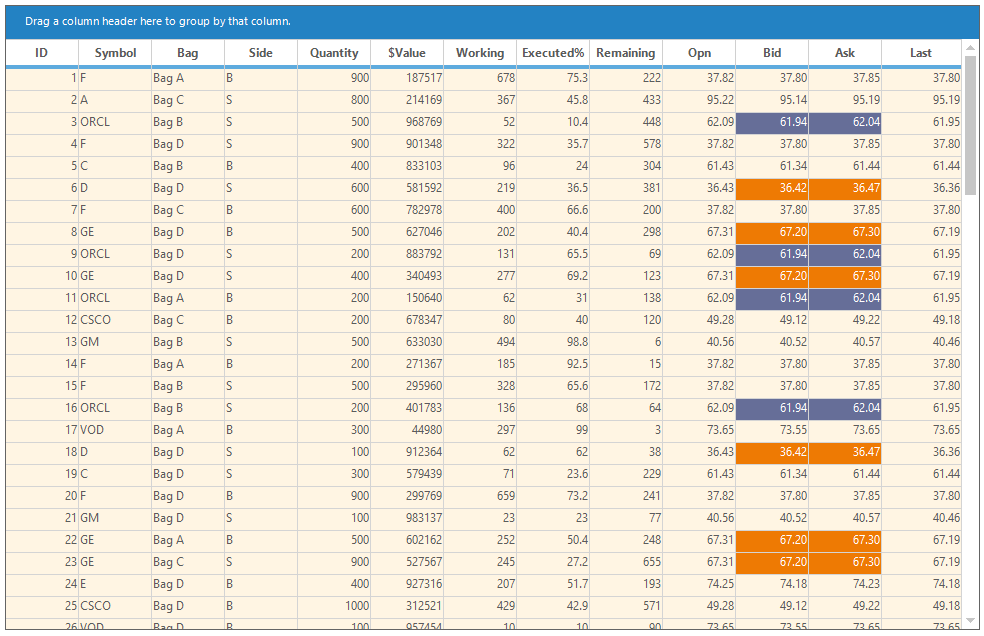 Drag a column header here to group by that column.
ID Symbol Bag Side Quantity $Value Working Executed% Remaining Opn Bid Ask Last
1 F Bag A B 900 187517 678 75.3 222 37.82 37.80 37.85 37.80
2 A Bag C S 800 214169 367 45.8 433 95.22 95.14 95.19 95.19
3 ORCL Bag B S 500 968769 52 10.4 448 62.09 61.94 62.04 61.95
4 F Bag D S 900 901348 322 35.7 578 37.82 37.80 37.85 37.80
5 C Bag B B 400 833103 96 24 304 61.43 61.34 61.44 61.44
6 D Bag D S 600 581592 219 36.5 381 36.43 36.42 36.47 36.36
7 F Bag C B 600 782978 400 66.6 200 37.82 37.80 37.85 37.80
8 GE Bag D B 500 627046 202 40.4 298 67.31 67.20 67.30 67.19
9 ORCL Bag D S 200 883792 131 65.5 69 62.09 61.94 62.04 61.95
10 GE Bag D S 400 340493 277 69.2 123 67.31 67.20 67.30 67.19
11 ORCL Bag A B 200 150640 62 31 138 62.09 61.94 62.04 61.95
12 CSCO Bag C B 200 678347 80 40 120 49.28 49.12 49.22 49.18
13 GM Bag B S 500 633030 494 98.8 6 40.56 40.52 40.57 40.46
14 F Bag A B 200 271367 185 92.5 15 37.82 37.80 37.85 37.80
15 F Bag B S 500 295960 328 65.6 172 37.82 37.80 37.85 37.80
16 ORCL Bag B S 200 401783 136 68 64 62.09 61.94 62.04 61.95
17 VOD Bag A B 300 44980 297 99 3 73.65 73.55 73.65 73.65
18 D Bag D S 100 912364 62 62 38 36.43 36.42 36.47 36.36
19 C Bag D S 300 579439 71 23.6 229 61.43 61.34 61.44 61.44
20 F Bag D B 900 299769 659 73.2 241 37.82 37.80 37.85 37.80
21 GM Bag D S 100 983137 23 23 77 40.56 40.52 40.57 40.46
22 GE Bag A B 500 602162 252 50.4 248 67.31 67.20 67.30 67.19
23 GE Bag C S 900 527567 245 27.2 655 67.31 67.20 67.30 67.19
24 E Bag D B 400 927316 207 51.7 193 74.25 74.18 74.23 74.18
25 CSCO Bag D B 1000 312521 429 42.9 571 49.28 49.12 49.22 49.18
26 VOD Bag D B 100 957454 10 10 90 73.65 73.55 73.65 73.65